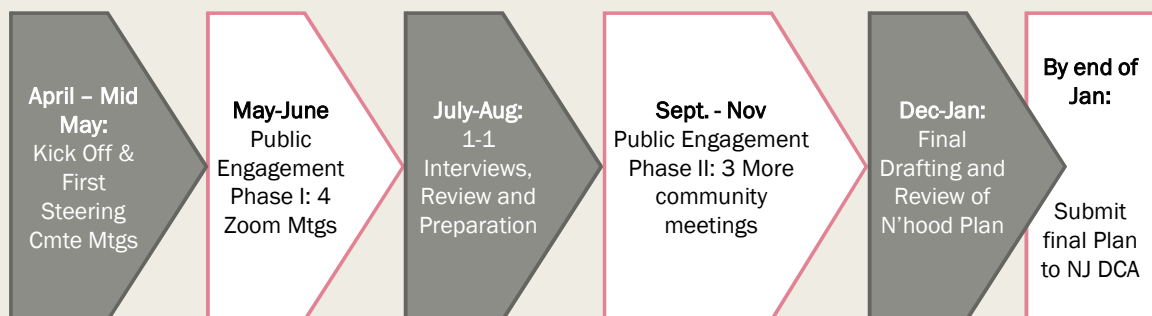 April – Mid
May:
Kick Off &
First
Steering
Cmte Mtgs
May-June
Public
Engagement
Phase I: 4
Zoom Mtgs
July-Aug:
1-1
Interviews,
Review and
Preparation
Sept. - Nov
Public Engagement
Phase II: 3 More
community
meetings
Dec-Jan:
Final
Drafting and
Review of
N’hood Plan
By end of
Jan:
Submit
final Plan
to NJ DCA